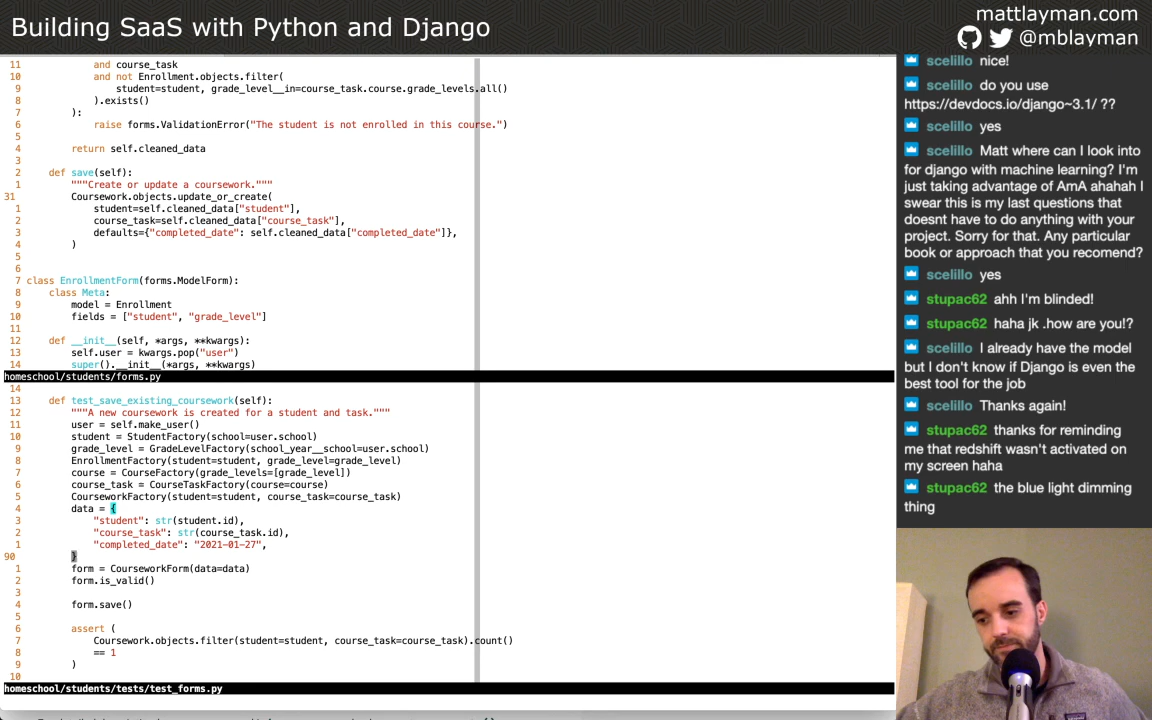 Building SaaS with Python and Django
mattlayman.com
@mblayman
11 and course_task
10 and not Enrollment.objects.filter(
9 student=student, grade_level__in=course_task.course.grade_levels.all()
8 ).exists()
7 ):
6 raise forms.ValidationError("The student is not enrolled in this course.")
5
4 return self.cleaned_data
3
2 def save(self):
1 """Create or update a coursework."""
31 Coursework.objects.update_or_create(
1 student=self.cleaned_data["student"],
2 course_task=self.cleaned_data["course_task"],
3 defaults={"completed_date": self.cleaned_data["completed_date"]},
4 )
5
6
7 class EnrollmentForm(forms.ModelForm):
8 class Meta:
9 model = Enrollment
10 fields = ["student", "grade_level"]
11
12 def __init__(self, *args, **kwargs):
13 self.user = kwargs.pop("user")
14 super().__init__(*args, **kwargs)
homeschool/students/forms.py
14
13 def test_save_existing_coursework(self):
12 """A new coursework is created for a student and task."""
11 user = self.make_user()
10 student = StudentFactory(school=user.school)
9 grade_level = GradeLevelFactory(school_year__school=user.school)
8 EnrollmentFactory(student=student, grade_level=grade_level)
7 course = CourseFactory(grade_levels=[grade_level])
6 course_task = CourseTaskFactory(course=course)
5 CourseworkFactory(student=student, course_task=course_task)
4 data = {
3 "student": str(student.id),
2 "course_task": str(course_task.id),
1 "completed_date": "2021-01-27",
90 }
1 form = CourseworkForm(data=data)
2 form.is_valid()
3
4 form.save()
5
6 assert (
7 Coursework.objects.filter(student=student, course_task=course_task).count()
8 == 1
9 )
10
homeschool/students/tests/test_forms.py
scelillo nice!
scelillo do you use
https://devdocs.io/django~3.1/ ??
scelillo yes
scelillo Matt where can I look into
for django with machine learning? I'm
just taking advantage of AmA ahahah I
swear this is my last questions that
doesnt have to do anything with your
project. Sorry for that. Any particular
book or approach that you recomend?
scelillo yes
stupac62 ahh I'm blinded!
stupac62 haha jk .how are you!?
scelillo I already have the model
but I don't know if Django is even the
best tool for the job
scelillo Thanks again!
stupac62 thanks for reminding
me that redshift wasn't activated on
my screen haha
stupac62 the blue light dimming
thing